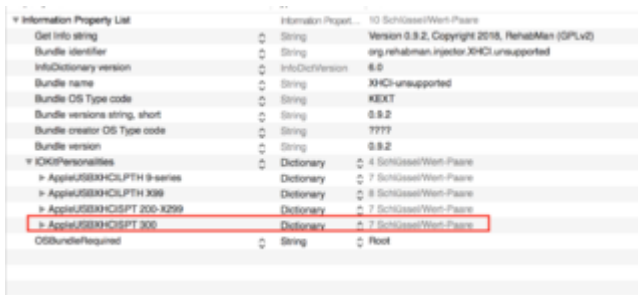 Information Property List Information Propert... 10 Schlüssel/Wert-Paare
Get Info string String Version 0.9.2, Copyright 2018, RehabMan (GPLv2)
Bundle identifier String org.rehabman.injector.XHCI.unsupported
InfoDictionary version InfoDictVersion 6.0
Bundle name String XHCI-unsupported
Bundle OS Type code String KEXT
Bundle versions string, short String 0.9.2
Bundle creator OS Type code String ????
Bundle version String 0.9.2
IOKitPersonalities Dictionary 4 Schlüssel/Wert-Paare
AppleUSBXHCILPTH 9-series Dictionary 7 Schlüssel/Wert-Paare
AppleUSBXHCILPTH X99 Dictionary 8 Schlüssel/Wert-Paare
AppleUSBXHCISPT 200-X299 Dictionary 7 Schlüssel/Wert-Paare
AppleUSBXHCISPT 300 Dictionary 7 Schlüssel/Wert-Paare
OSBundleRequired String Root